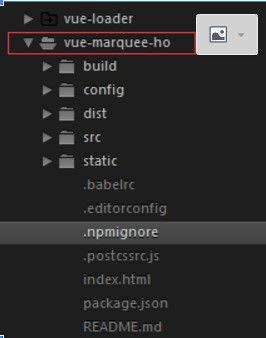 vue-loader
vue-marquee-ho
build
config
dist
src
static
.babelrc
.editorconfig
.npmignore
.postcssrc.js
index.html
package.json
README.md